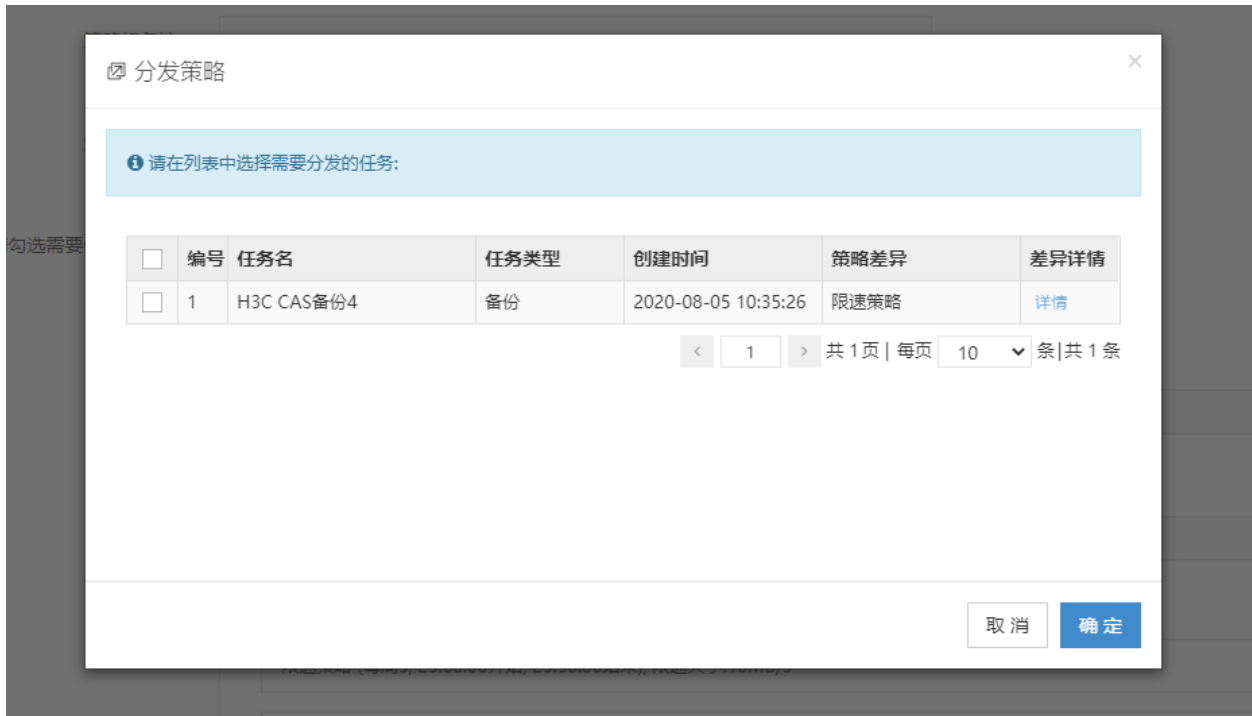 分发策略
×
请在列表中选择需要分发的任务:
勾选需要
编号 任务名 任务类型 创建时间 策略差异 差异详情
1 H3C CAS备份4 备份 2020-08-05 10:35:26 限速策略 详情
< 1 > 共1页 | 每页 10 条|共1条
取消 确定